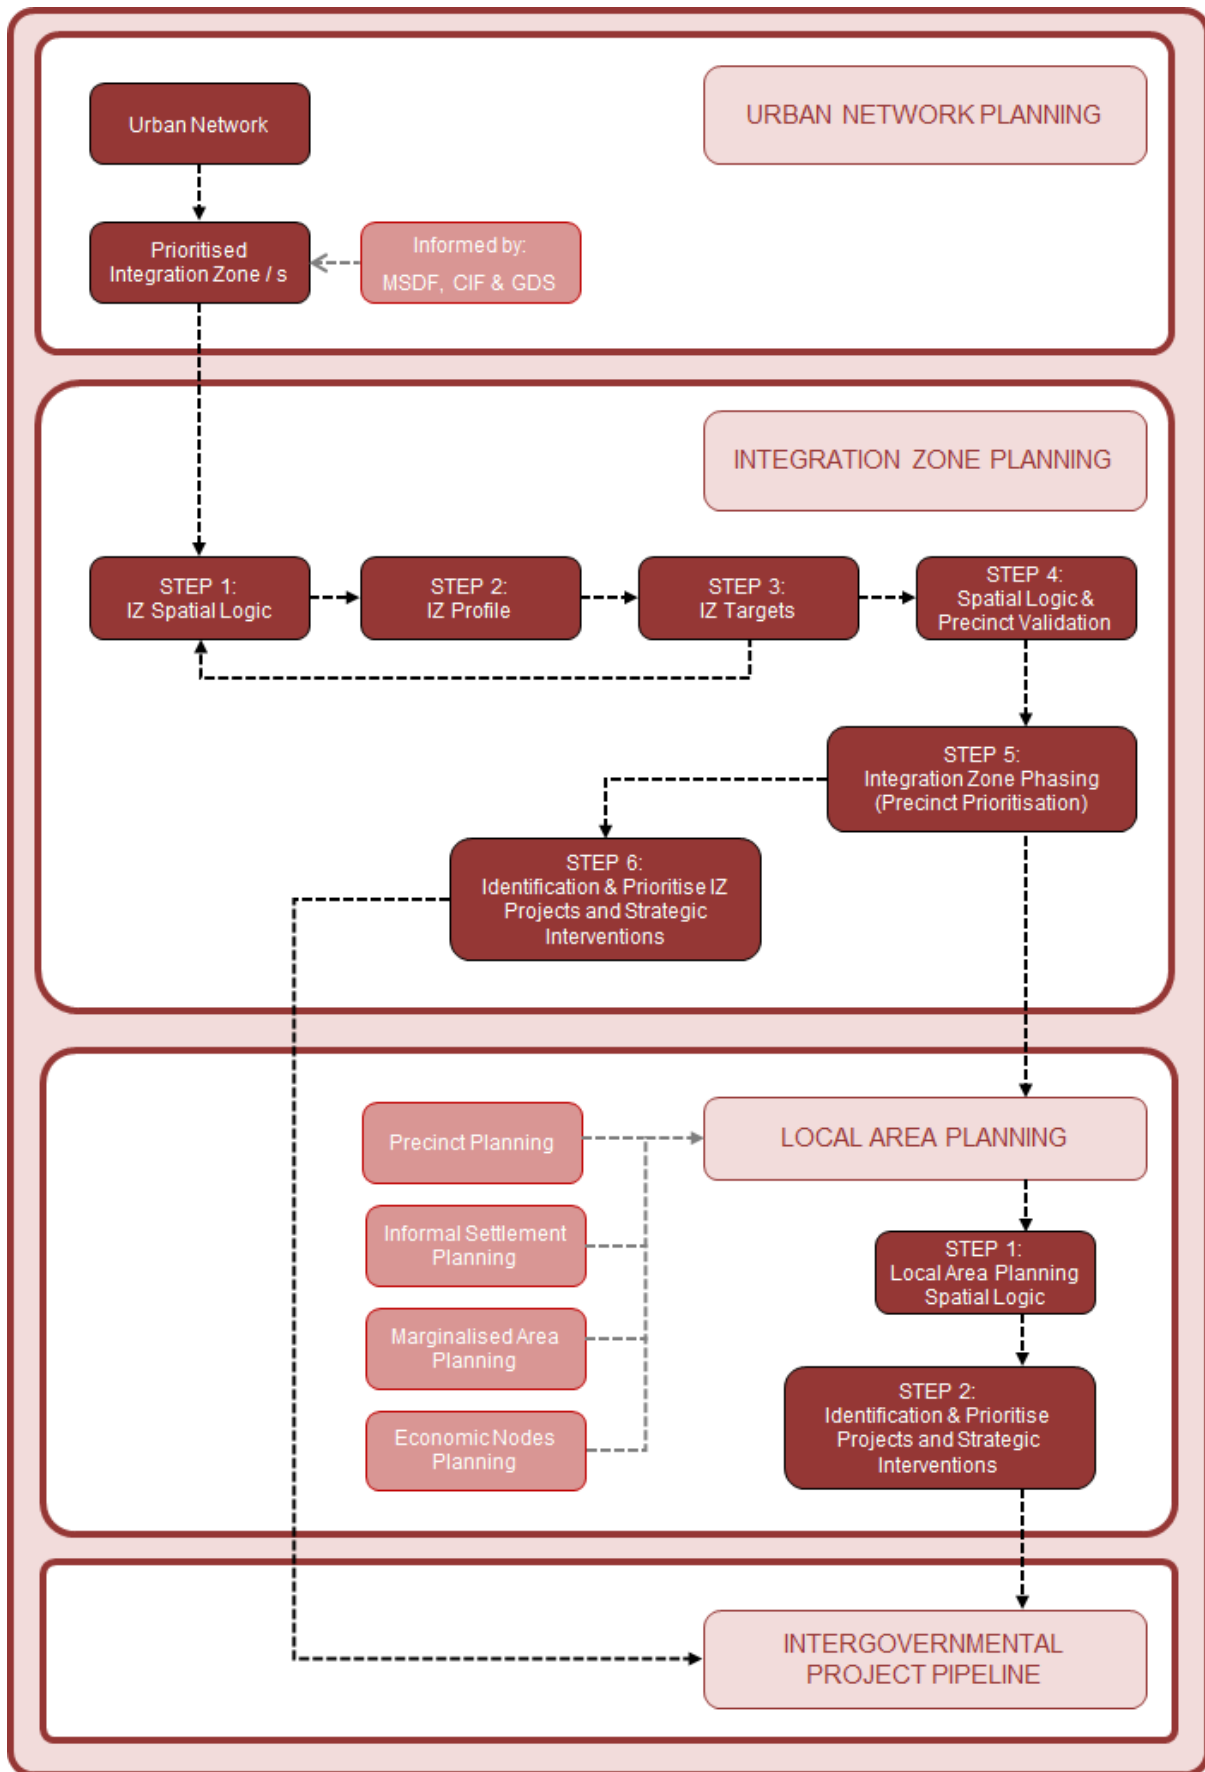 URBAN NETWORK PLANNING
Urban Network
Prioritised
Integration Zone / s
Informed by:
MSDF, CIF & GDS
INTEGRATION ZONE PLANNING
STEP 1:
IZ Spatial Logic
STEP 2:
IZ Profile
STEP 3:
IZ Targets
STEP 4:
Spatial Logic &
Precinct Validation
STEP 5:
Integration Zone Phasing
(Precinct Prioritisation)
STEP 6:
Identification & Prioritise IZ
Projects and Strategic
Interventions
LOCAL AREA PLANNING
Precinct Planning
Informal Settlement
Planning
Marginalised Area
Planning
Economic Nodes
Planning
STEP 1:
Local Area Planning
Spatial Logic
STEP 2:
Identification & Prioritise
Projects and Strategic
Interventions
INTERGOVERNMENTAL
PROJECT PIPELINE